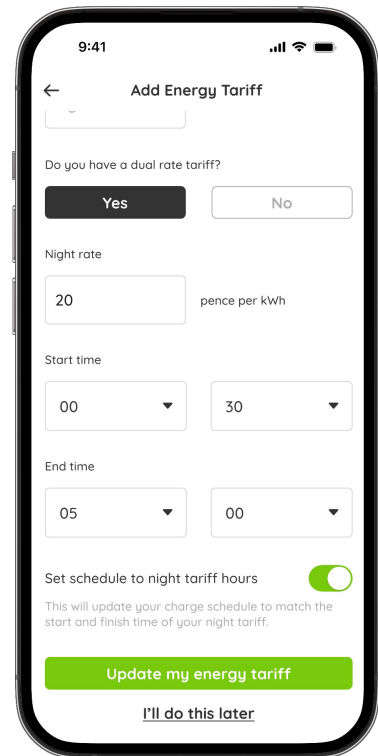 9:41
Add Energy Tariff
Do you have a dual rate tariff?
Yes No
Night rate
20 pence per kWh
Start time
00 30
End time
05 00
Set schedule to night tariff hours
This will update your charge schedule to match the
start and finish time of your night tariff.
Update my energy tariff
I'll do this later